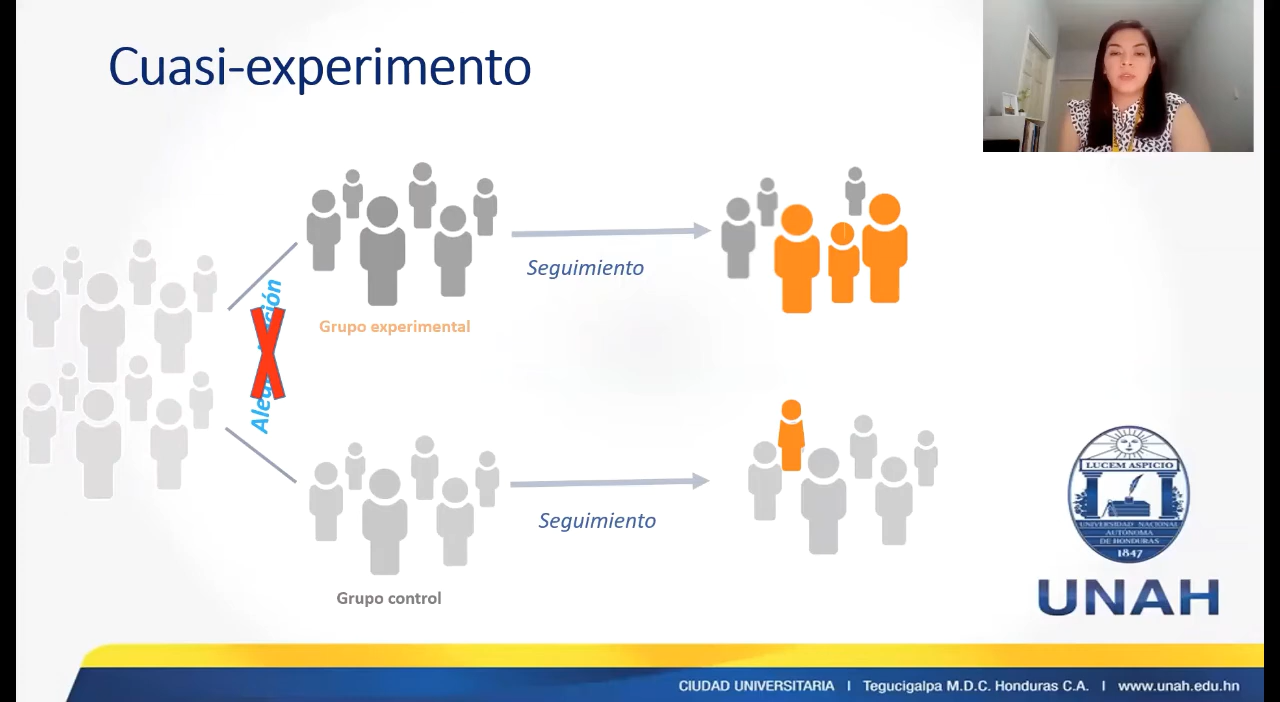 Cuasi-experimento
Seguimiento
Grupo experimental
Seguimiento
Grupo control
LUCEM ASPICIO
UNIVERSIDAD NACIONAL
AUTÓNOMA
DE HONDURAS
1847
UNAH
CIUDAD UNIVERSITARIA I Tegucigalpa M.D.C. Honduras C.A. I www.unah.edu.hn